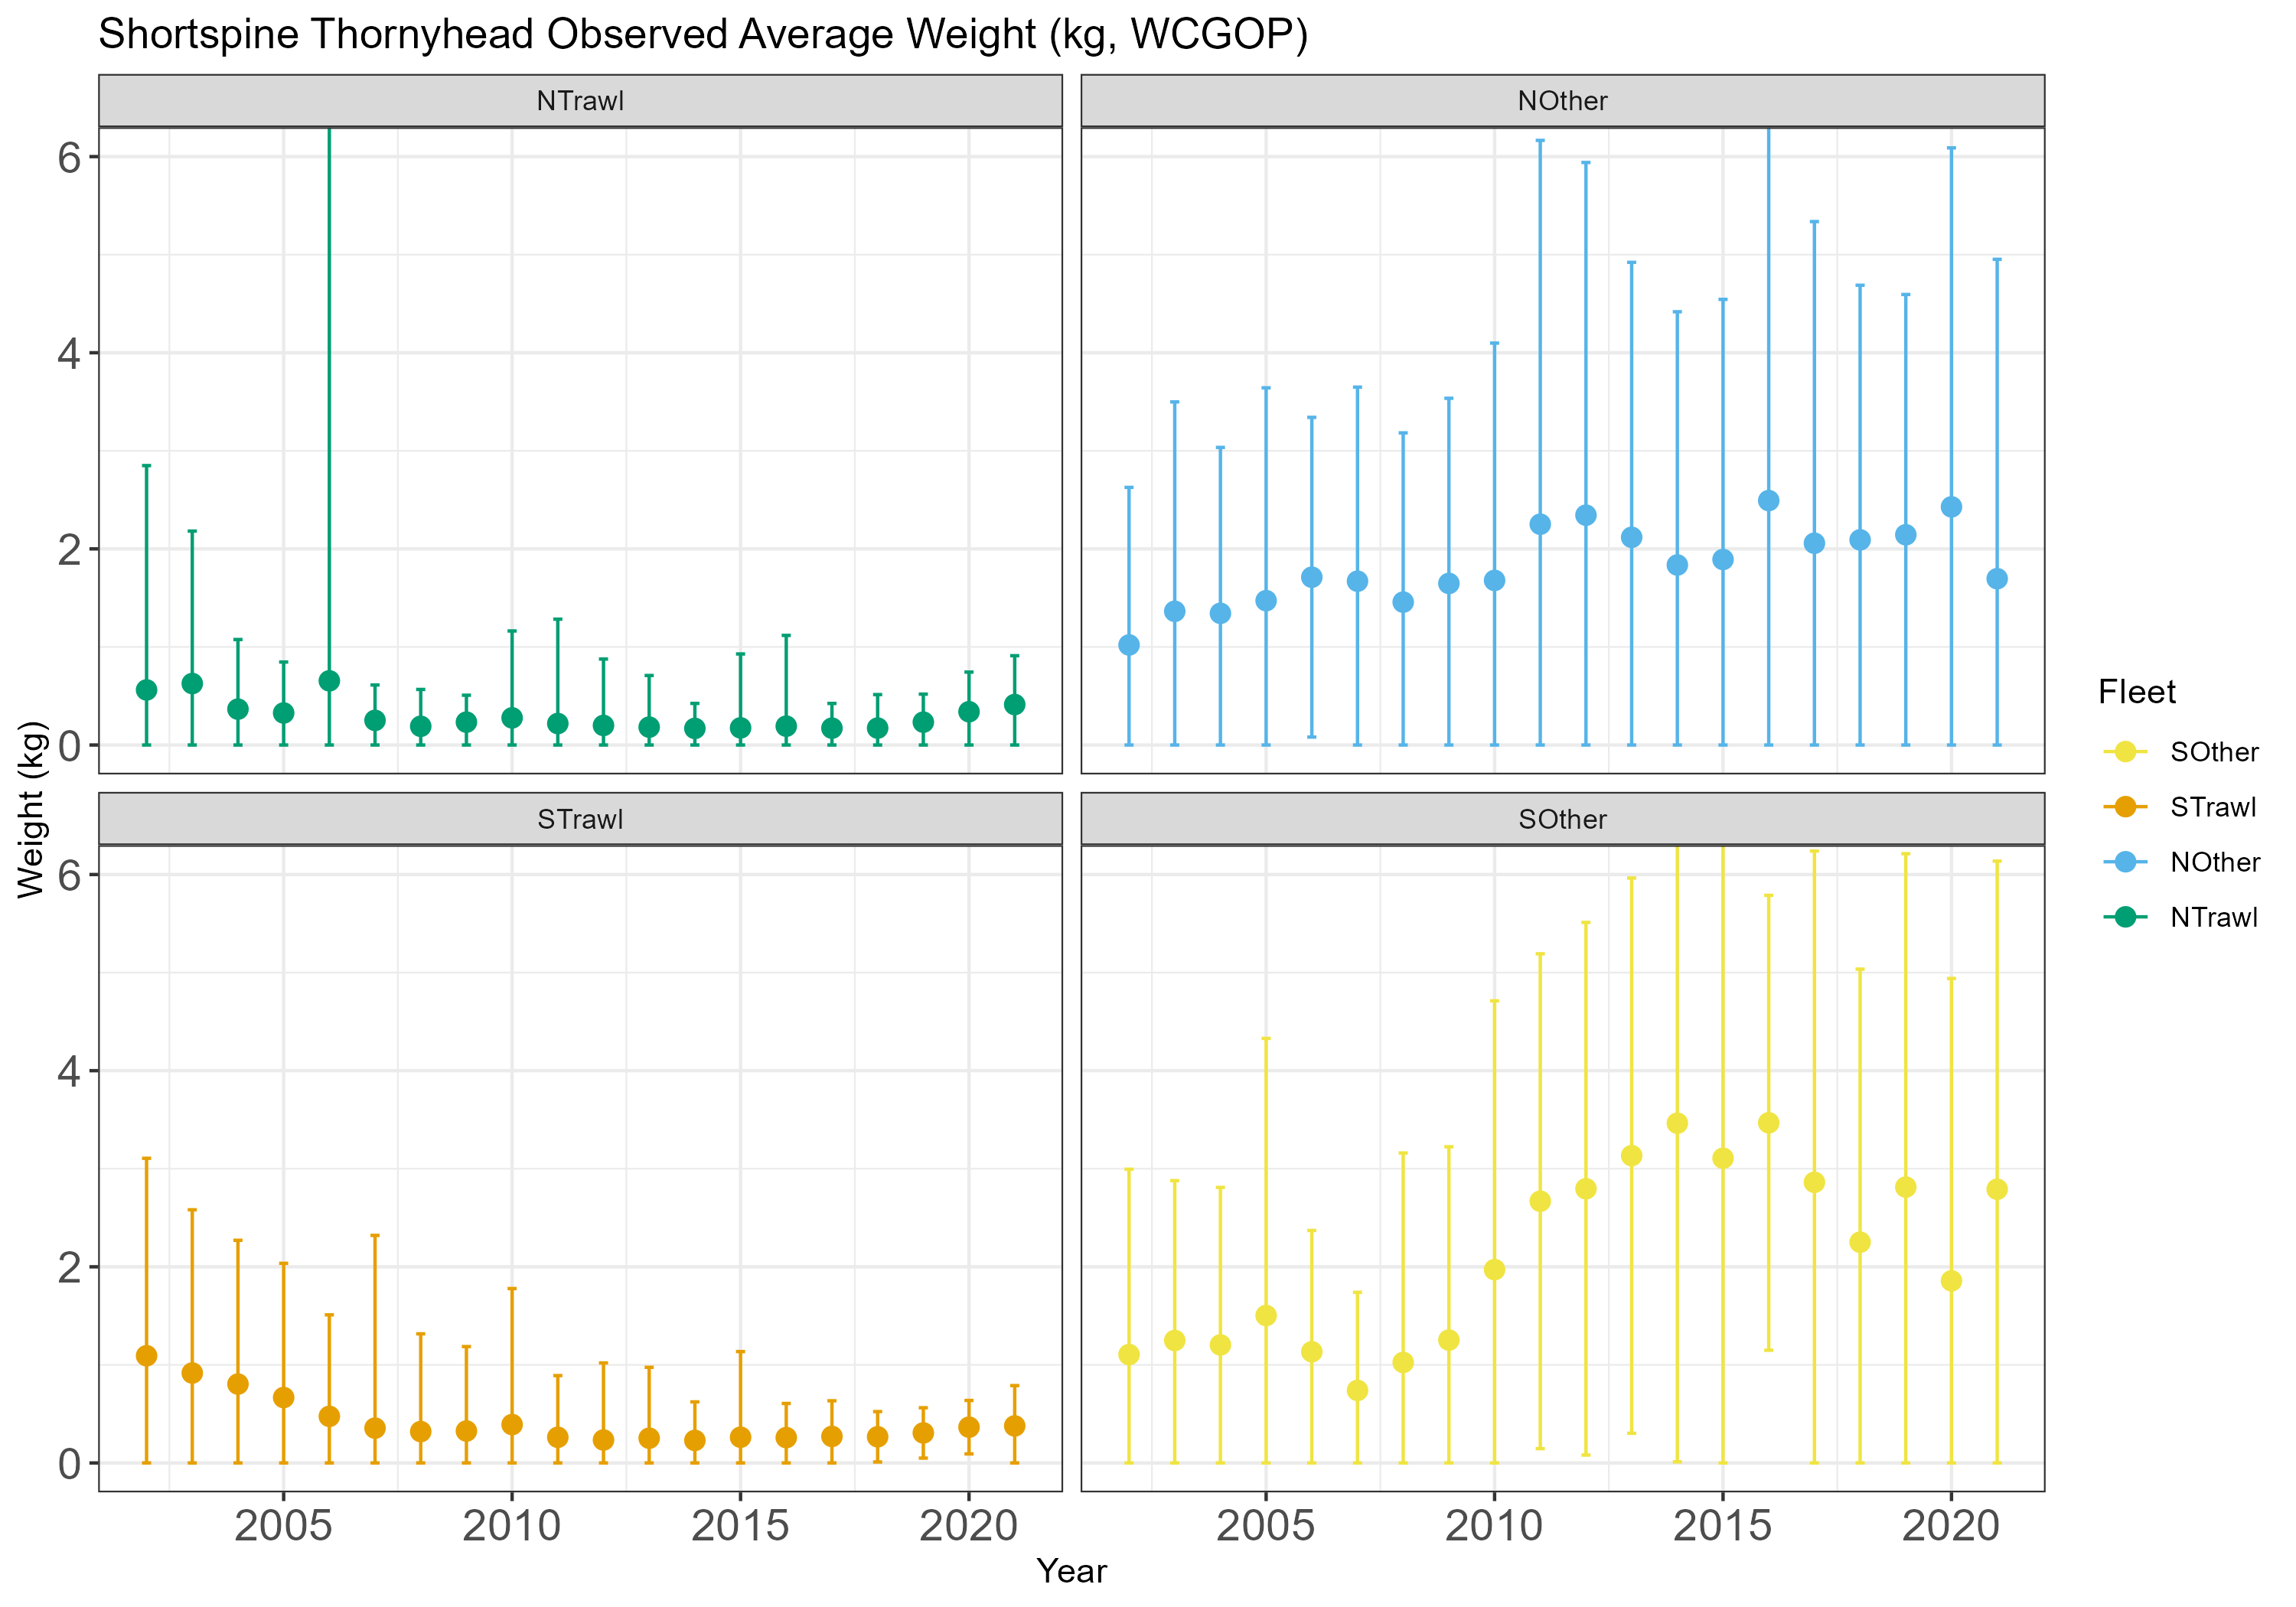 Shortspine Thornyhead Observed Average Weight (kg, WCGOP)
NTrawl
NOther
6
4
2
0
STrawl
SOther
6
4
2
0
Weight (kg)
2005
2010
2015
2020
2005
2010
2015
2020
Year
Fleet
SOther
STrawl
NOther
NTrawl